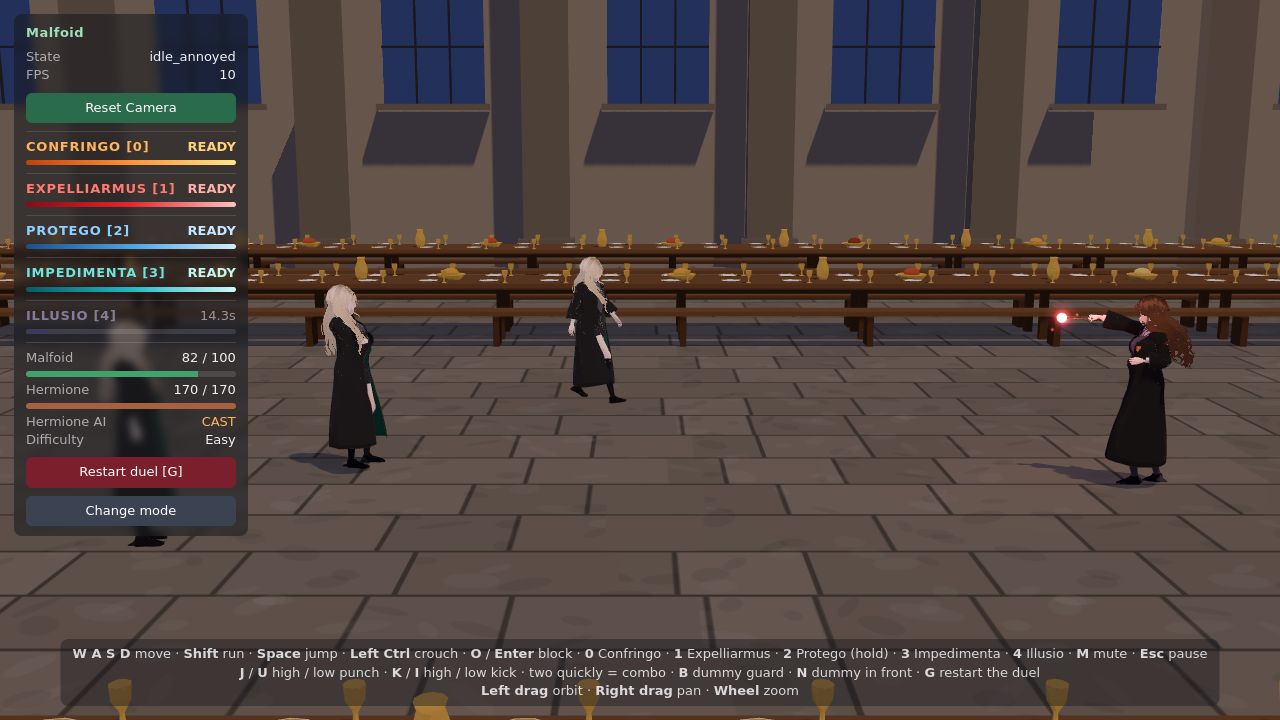 Malfoid
State idle_annoyed
FPS 10
Reset Camera
CONFRINGO [0] READY
EXPELLIARMUS [1] READY
PROTEGO [2] READY
IMPEDIMENTA [3] READY
ILLUSIO [4] 14.3s
Malfoid 82 / 100
Hermione 170 / 170
Hermione AI CAST
Difficulty Easy
Restart duel [G]
Change mode
W A S D move · Shift run · Space jump · Left Ctrl crouch · O / Enter block · 0 Confringo · 1 Expelliarmus · 2 Protego (hold) · 3 Impedimenta · 4 Illusio · M mute · Esc pause
J / U high / low punch · K / I high / low kick · two quickly = combo · B dummy guard · N dummy in front · G restart the duel
Left drag orbit · Right drag pan · Wheel zoom